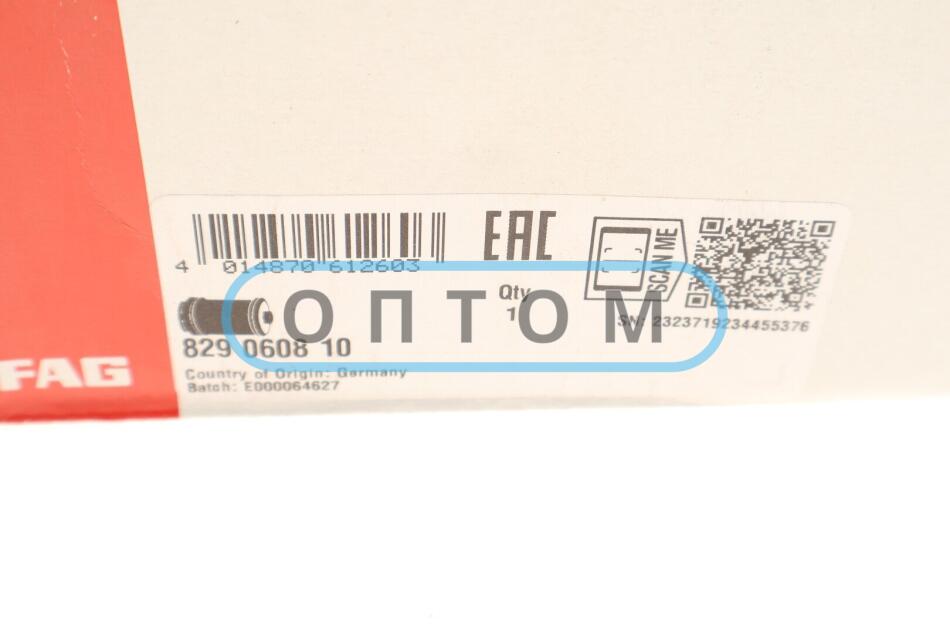 EAC
SCAN ME
4 014870 612603
Qty
1
SN: 2323719234455376
ОПТОМ
829 0608 10
FAG
Country of Origin: Germany
Batch: E000064627